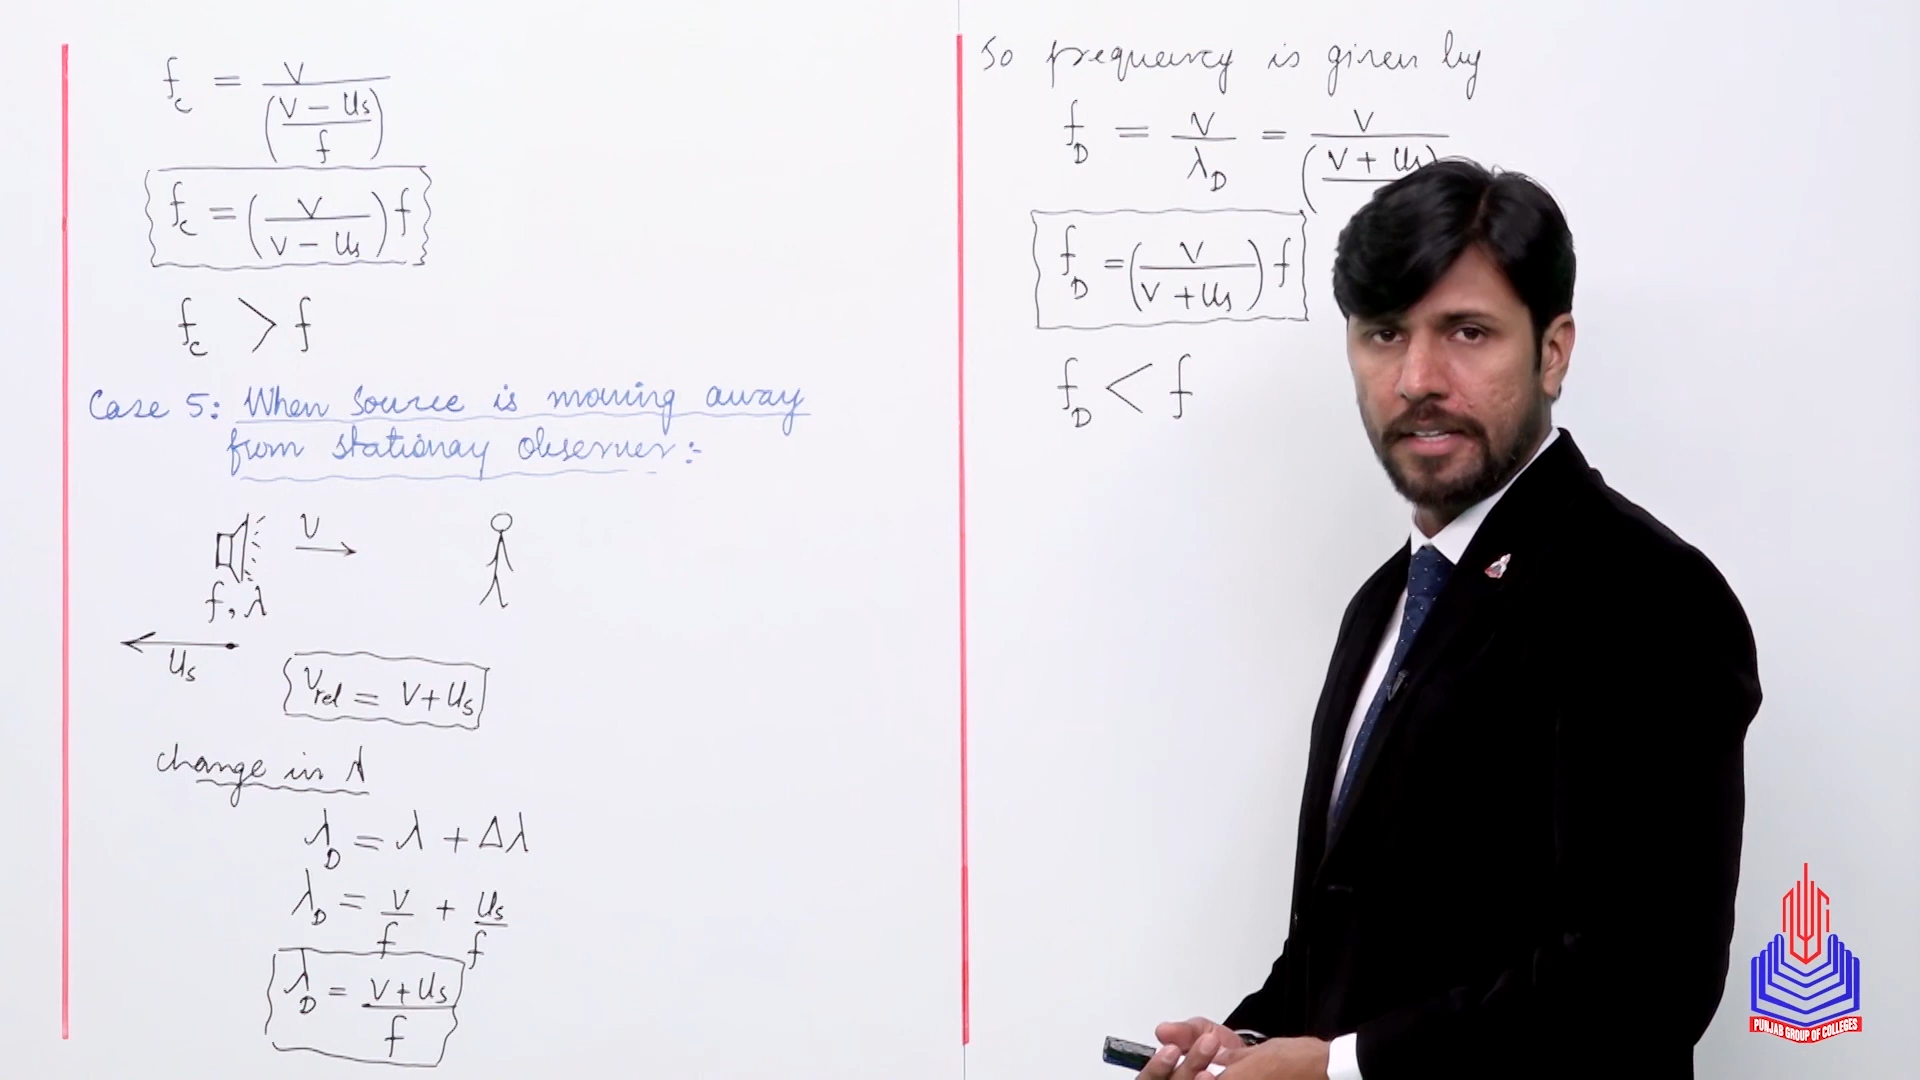 f_c = v / ((v - u_s) / f)
f_c = (v / (v - u_s)) f
f_c > f
Case 5: When source is moving away
from stationay observer:-
v
f, λ
u_s
v_rel = v + u_s
change in λ
λ_D = λ + Δλ
λ_D = v/f + u_s/f
λ_D = (v + u_s) / f
So frequency is given by
f_D = v / λ_D = v / (v + u_s)
f_D = (v / (v + u_s)) f
f_D < f
PUNJAB GROUP OF COLLEGES